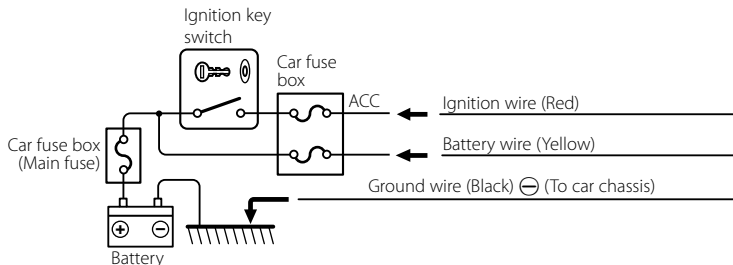 Ignition key
switch
Car fuse
box
ACC
Ignition wire (Red)
Car fuse box
(Main fuse)
Battery wire (Yellow)
Ground wire (Black) ⊖ (To car chassis)
+ −
Battery